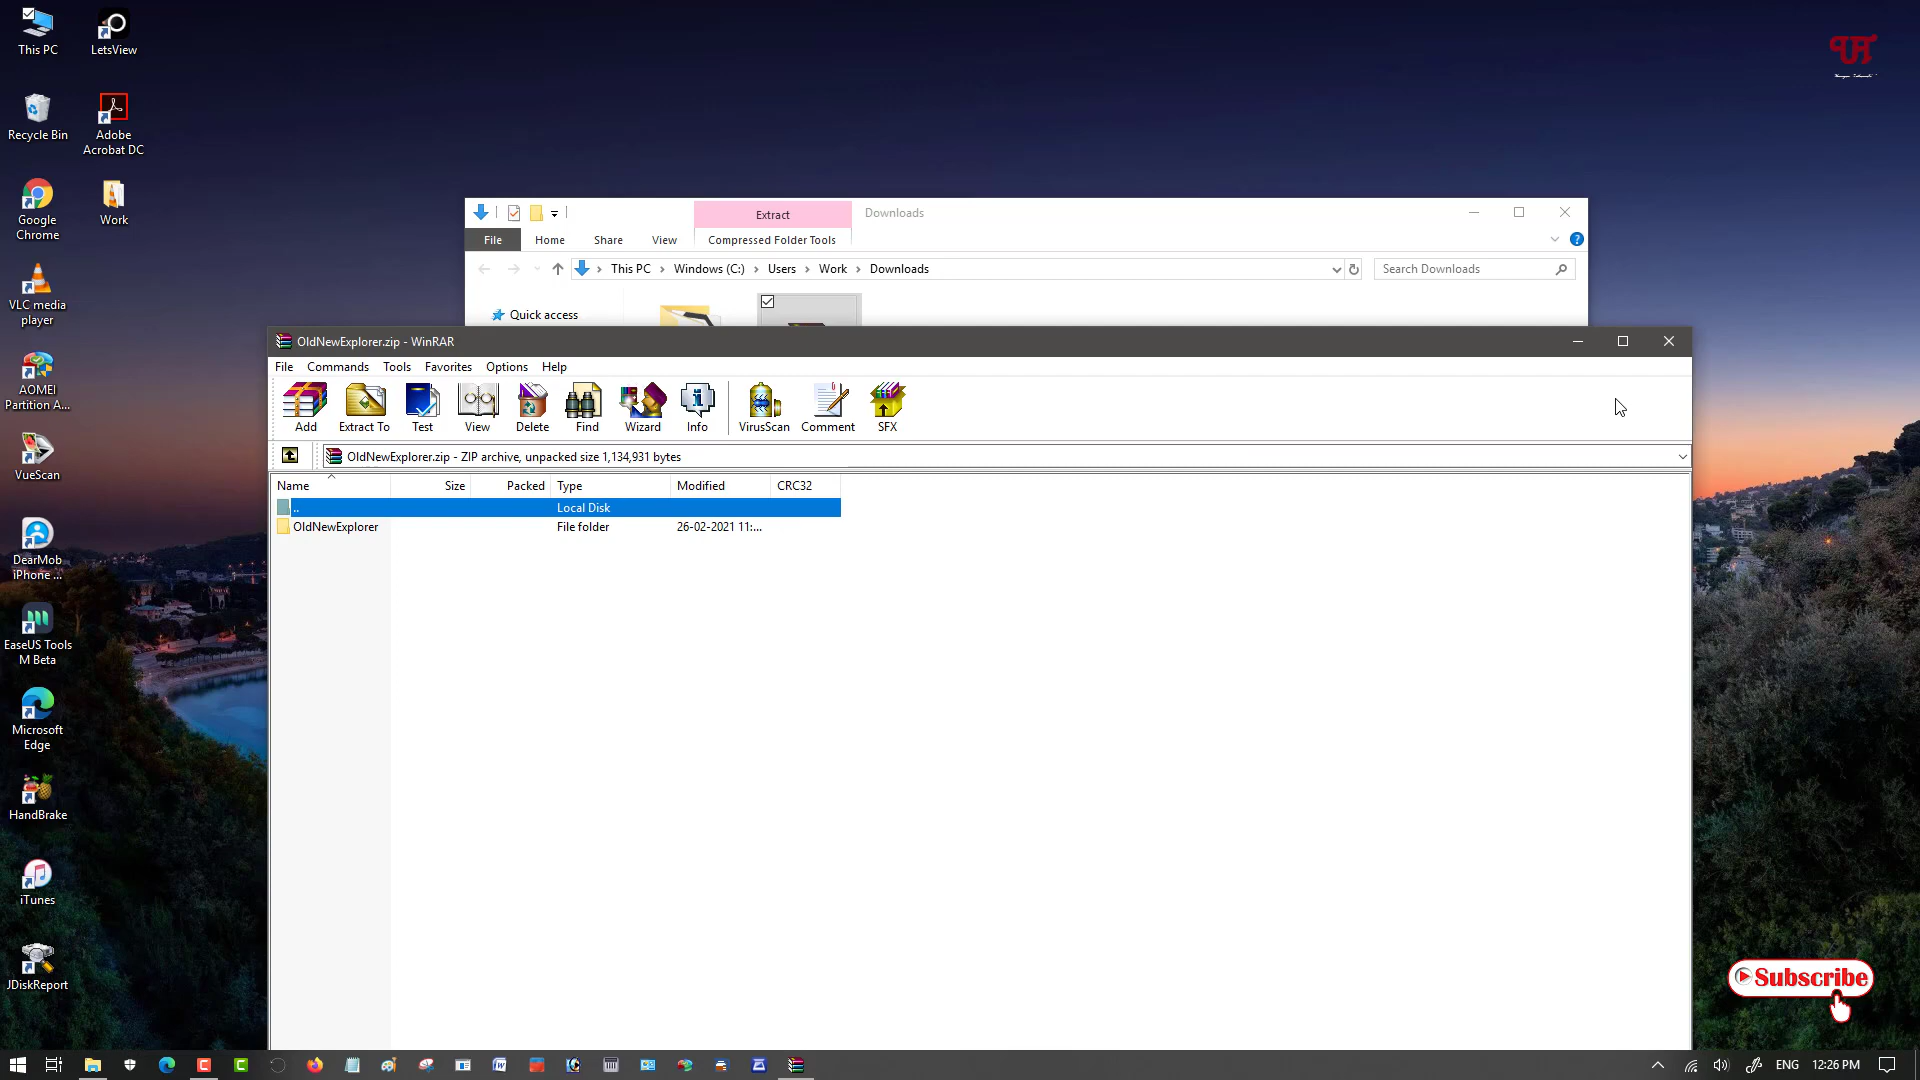 This PC
LetsView
Recycle Bin
Adobe
Acrobat DC
Google
Chrome
Work
VLC media
player
AOMEI
Partition A...
VueScan
DearMob
iPhone ...
EaseUS Tools
M Beta
Microsoft
Edge
HandBrake
iTunes
JDiskReport
Extract
Downloads
File
Home
Share
View
Compressed Folder Tools
This PC > Windows (C:) > Users > Work > Downloads
Search Downloads
Quick access
OldNewExplorer.zip - WinRAR
File Commands Tools Favorites Options Help
Add
Extract To
Test
View
Delete
Find
Wizard
Info
VirusScan
Comment
SFX
OldNewExplorer.zip - ZIP archive, unpacked size 1,134,931 bytes
Name Size Packed Type Modified CRC32
.. Local Disk
OldNewExplorer File folder 26-02-2021 11:...
Subscribe
ENG 12:26 PM